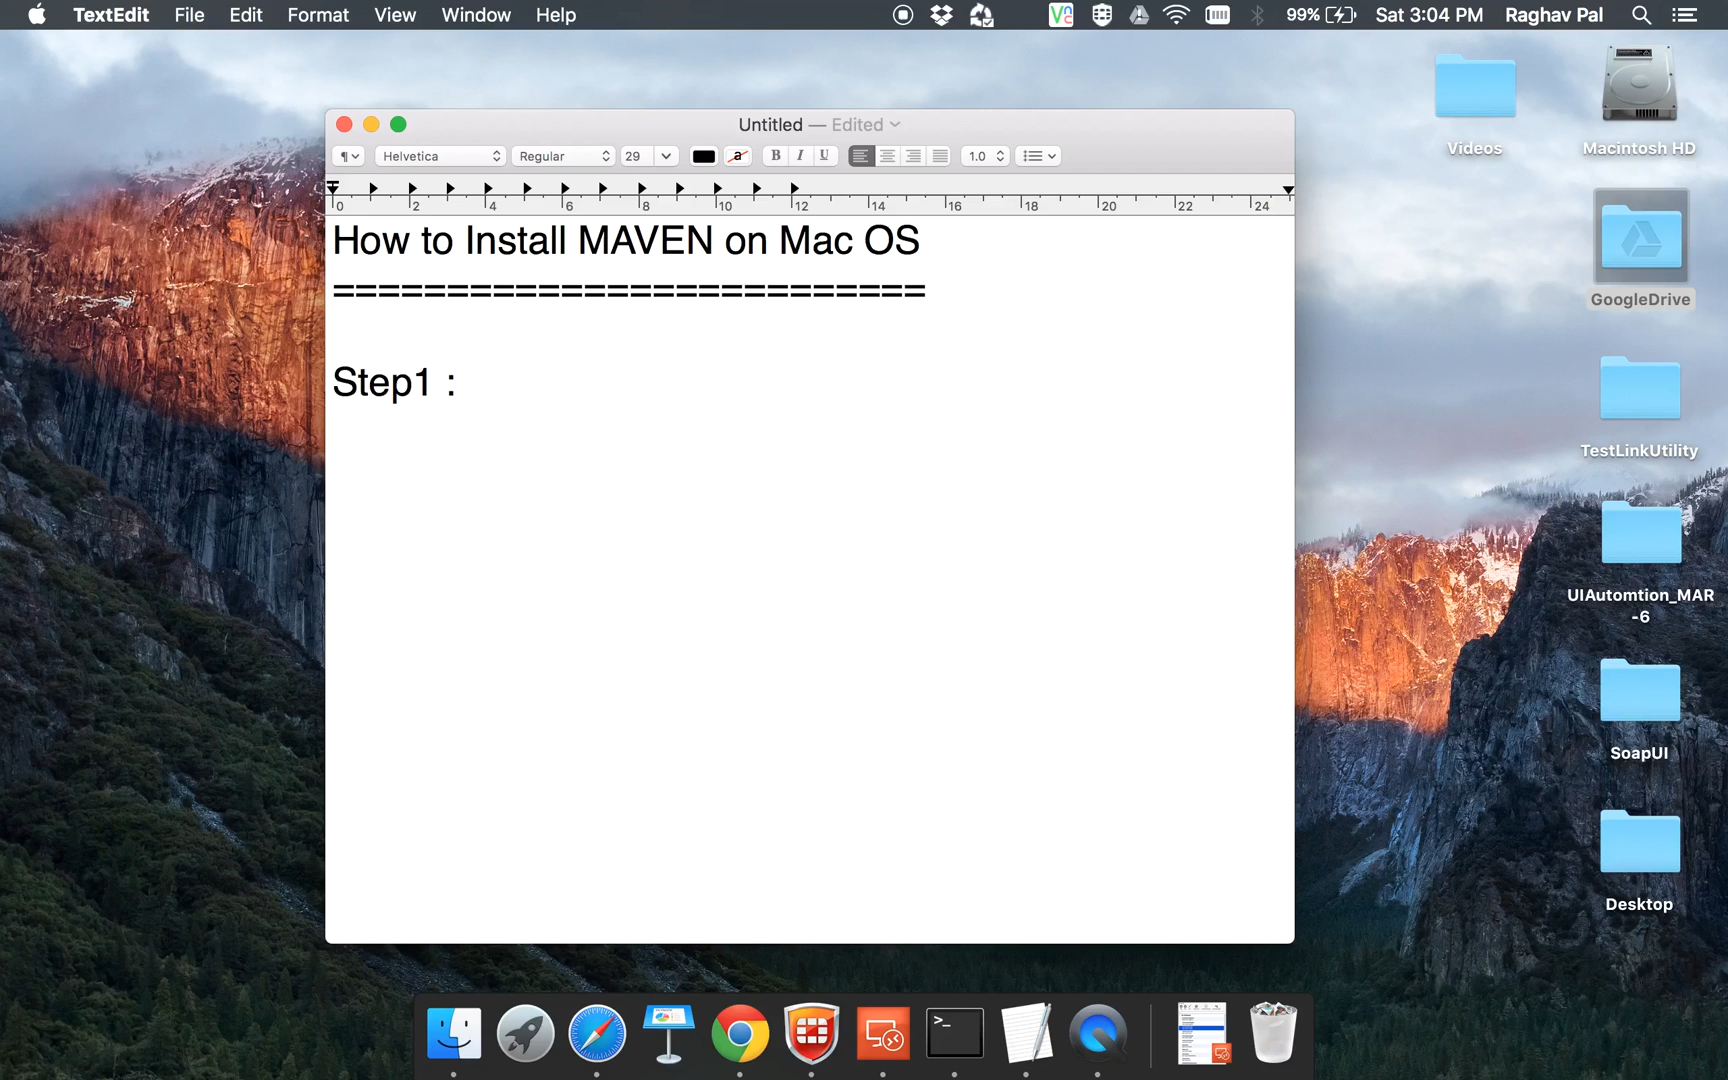 TextEdit File Edit Format View Window Help 99% Sat 3:04 PM Raghav Pal
Untitled — Edited
Helvetica Regular 29 a B I U 1.0
0 2 4 6 8 10 12 14 16 18 20 22 24
How to Install MAVEN on Mac OS
==========================
Step1 :
Videos
Macintosh HD
GoogleDrive
TestLinkUtility
UIAutomtion_MAR
-6
SoapUI
Desktop
>_